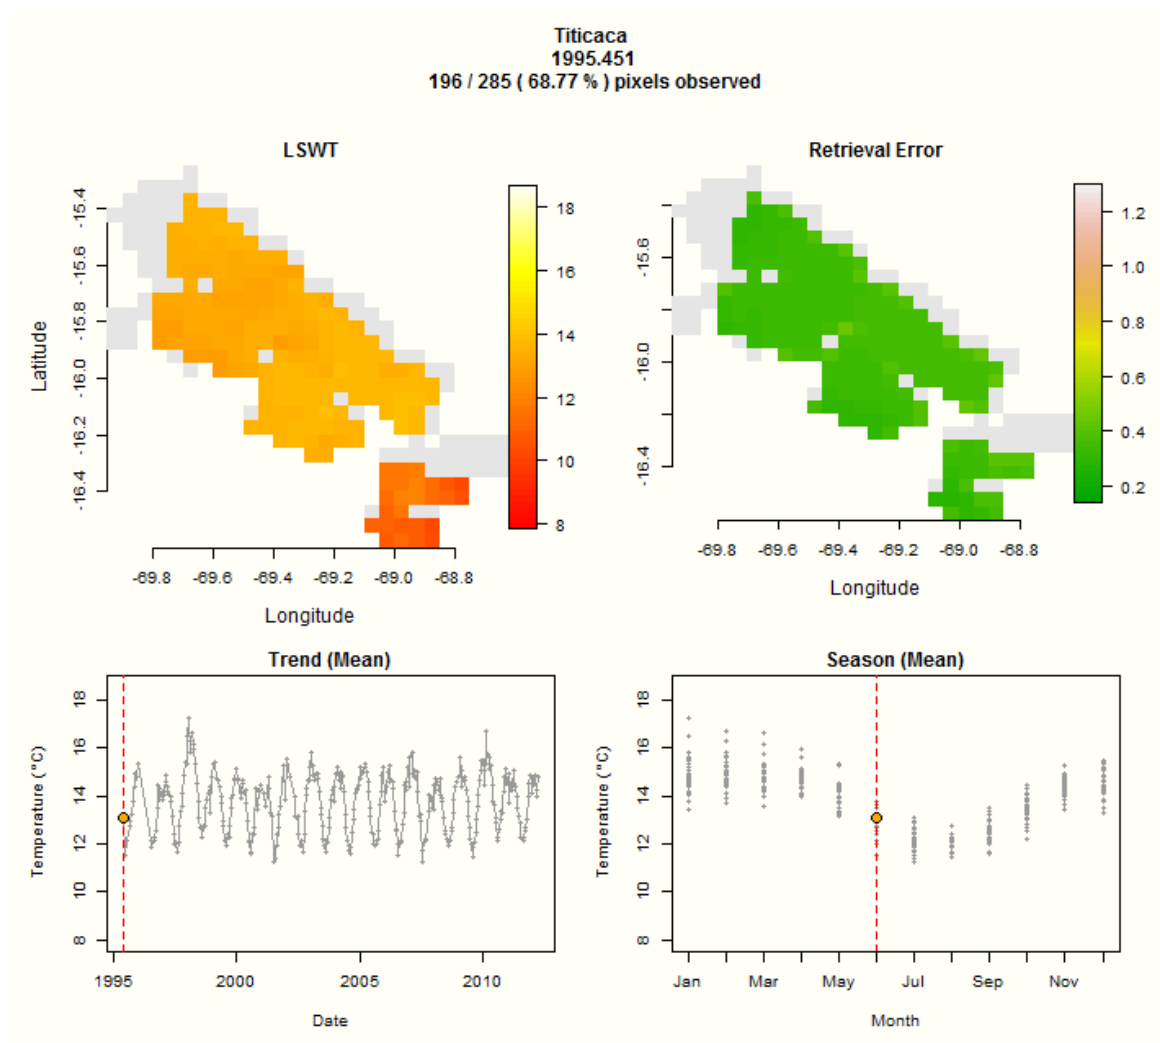 Titicaca
1995.451
196 / 285 ( 68.77 % ) pixels observed
LSWT
Retrieval Error
Latitude
-15.4
-15.6
-15.8
-16.0
-16.2
-16.4
18
16
14
12
10
8
-69.8 -69.6 -69.4 -69.2 -69.0 -68.8
Longitude
-15.6
-16.0
-16.4
1.2
1.0
0.8
0.6
0.4
0.2
-69.8 -69.6 -69.4 -69.2 -69.0 -68.8
Longitude
Trend (Mean)
Temperature (°C)
18
16
14
12
10
8
1995 2000 2005 2010
Date
Season (Mean)
Temperature (°C)
18
16
14
12
10
8
Jan Mar May Jul Sep Nov
Month